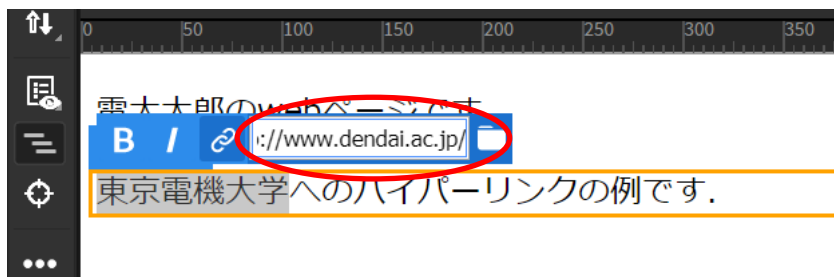 0 50 100 150 200 250 300 350
電太太郎のwebページです
B I ://www.dendai.ac.jp/
東京電機大学へのハイパーリンクの例です.